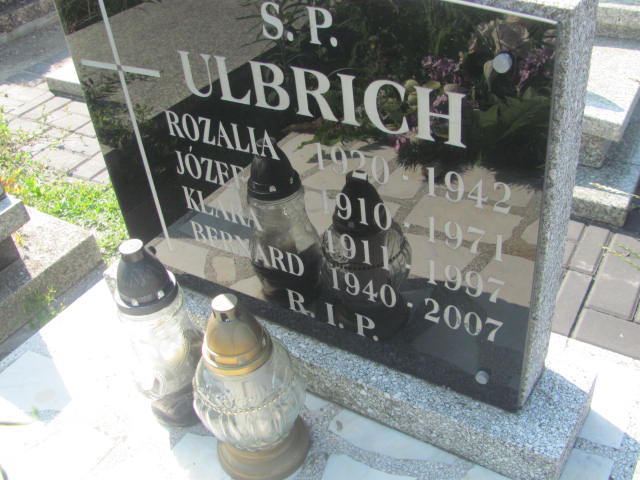 Ś. P.
ULBRICH
ROZALIA 1920 - 1942
JÓZEF 1910 - 1971
KLARA 1911 - 1997
BERNARD 1940 - 2007
R. I. P.